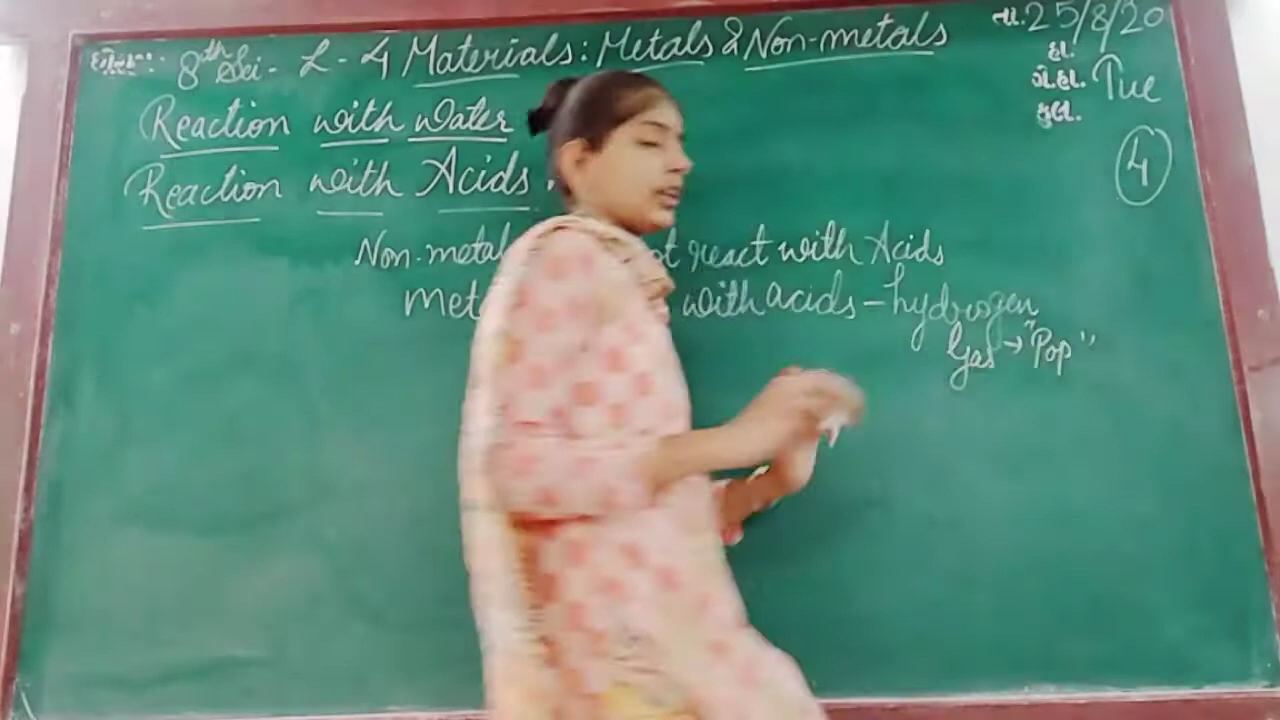 8th Sci - L - 4 Materials: Metals & Non-metals
તા. 25/8/20
Reaction with Water
હા.
ગે.હા. Tue
કુલ.
Reaction with Acids.
4
Non-metal react with Acids
with acids - hydrogen
Gas → "Pop"